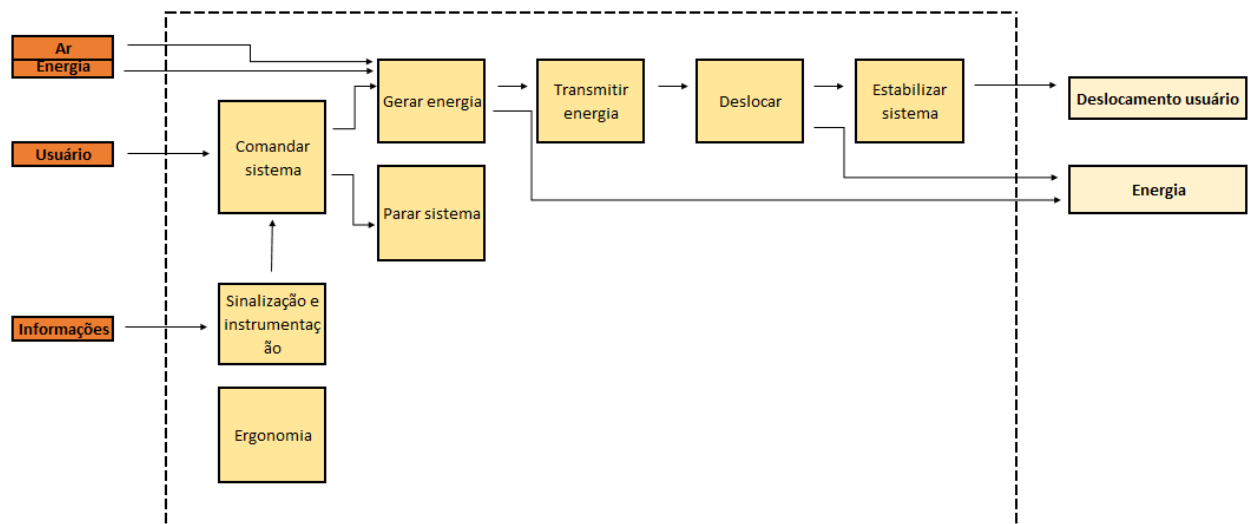 Ar
Energia
Usuário
Informações
Comandar
sistema
Sinalização e
instrumentaç
ão
Ergonomia
Gerar energia
Parar sistema
Transmitir
energia
Deslocar
Estabilizar
sistema
Deslocamento usuário
Energia